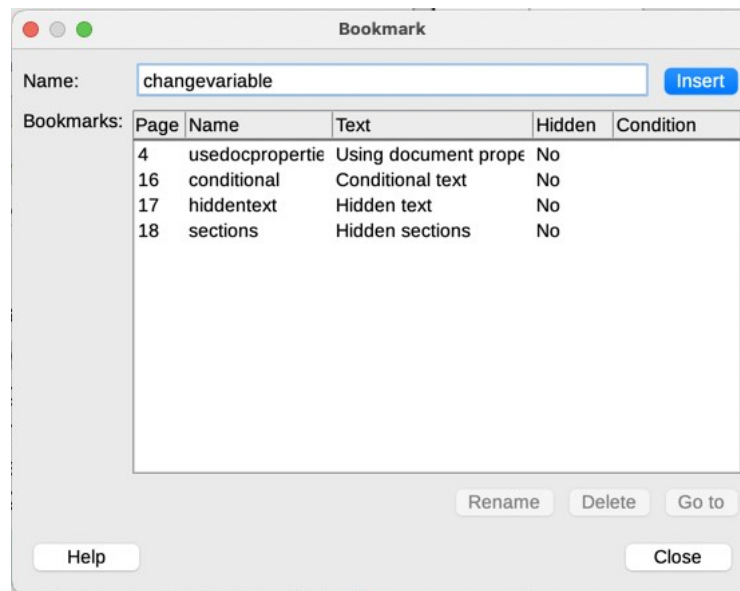 Bookmark
Name: changevariable Insert
Bookmarks: Page Name Text Hidden Condition
4 usedocpropertie Using document prope No
16 conditional Conditional text No
17 hiddentext Hidden text No
18 sections Hidden sections No
Rename Delete Go to
Help Close